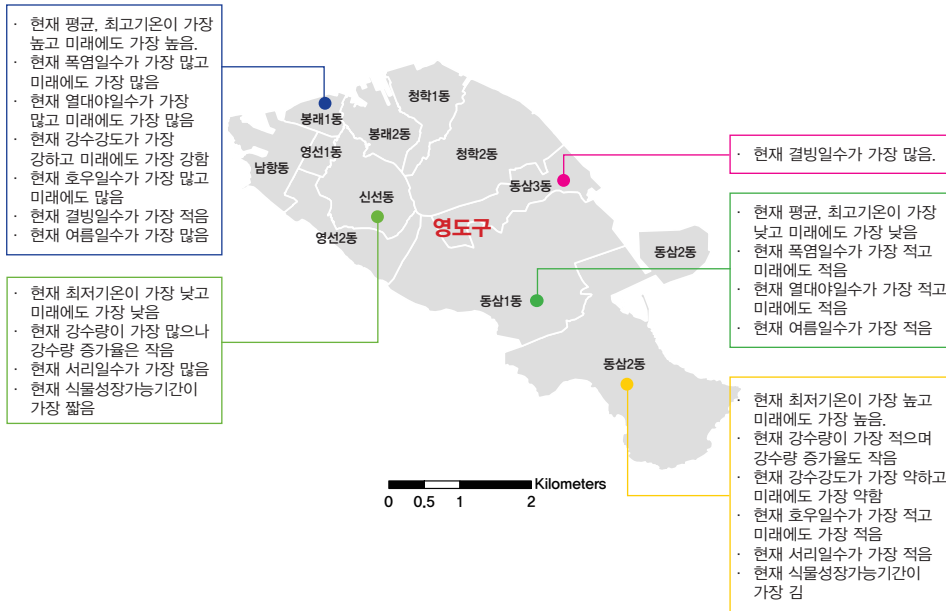 · 현재 평균, 최고기온이 가장
높고 미래에도 가장 높음.
· 현재 폭염일수가 가장 많고
미래에도 가장 많음
· 현재 열대야일수가 가장
많고 미래에도 가장 많음
· 현재 강수강도가 가장
강하고 미래에도 가장 강함
· 현재 호우일수가 가장 많고
미래에도 많음
· 현재 결빙일수가 가장 적음
· 현재 여름일수가 가장 많음
· 현재 최저기온이 가장 낮고
미래에도 가장 낮음
· 현재 강수량이 가장 많으나
강수량 증가율은 작음
· 현재 서리일수가 가장 많음
· 현재 식물성장가능기간이
가장 짧음
청학1동
봉래1동
봉래2동
영선1동
남항동
청학2동
신선동
동삼3동
영도구
영선2동
동삼2동
동삼1동
동삼2동
Kilometers
0 0.5 1 2
· 현재 결빙일수가 가장 많음.
· 현재 평균, 최고기온이 가장
낮고 미래에도 가장 낮음
· 현재 폭염일수가 가장 적고
미래에도 적음
· 현재 열대야일수가 가장 적고
미래에도 적음
· 현재 여름일수가 가장 적음
· 현재 최저기온이 가장 높고
미래에도 가장 높음.
· 현재 강수량이 가장 적으며
강수량 증가율도 작음
· 현재 강수강도가 가장 약하고
미래에도 가장 약함
· 현재 호우일수가 가장 적고
미래에도 가장 적음
· 현재 서리일수가 가장 적음
· 현재 식물성장가능기간이
가장 김